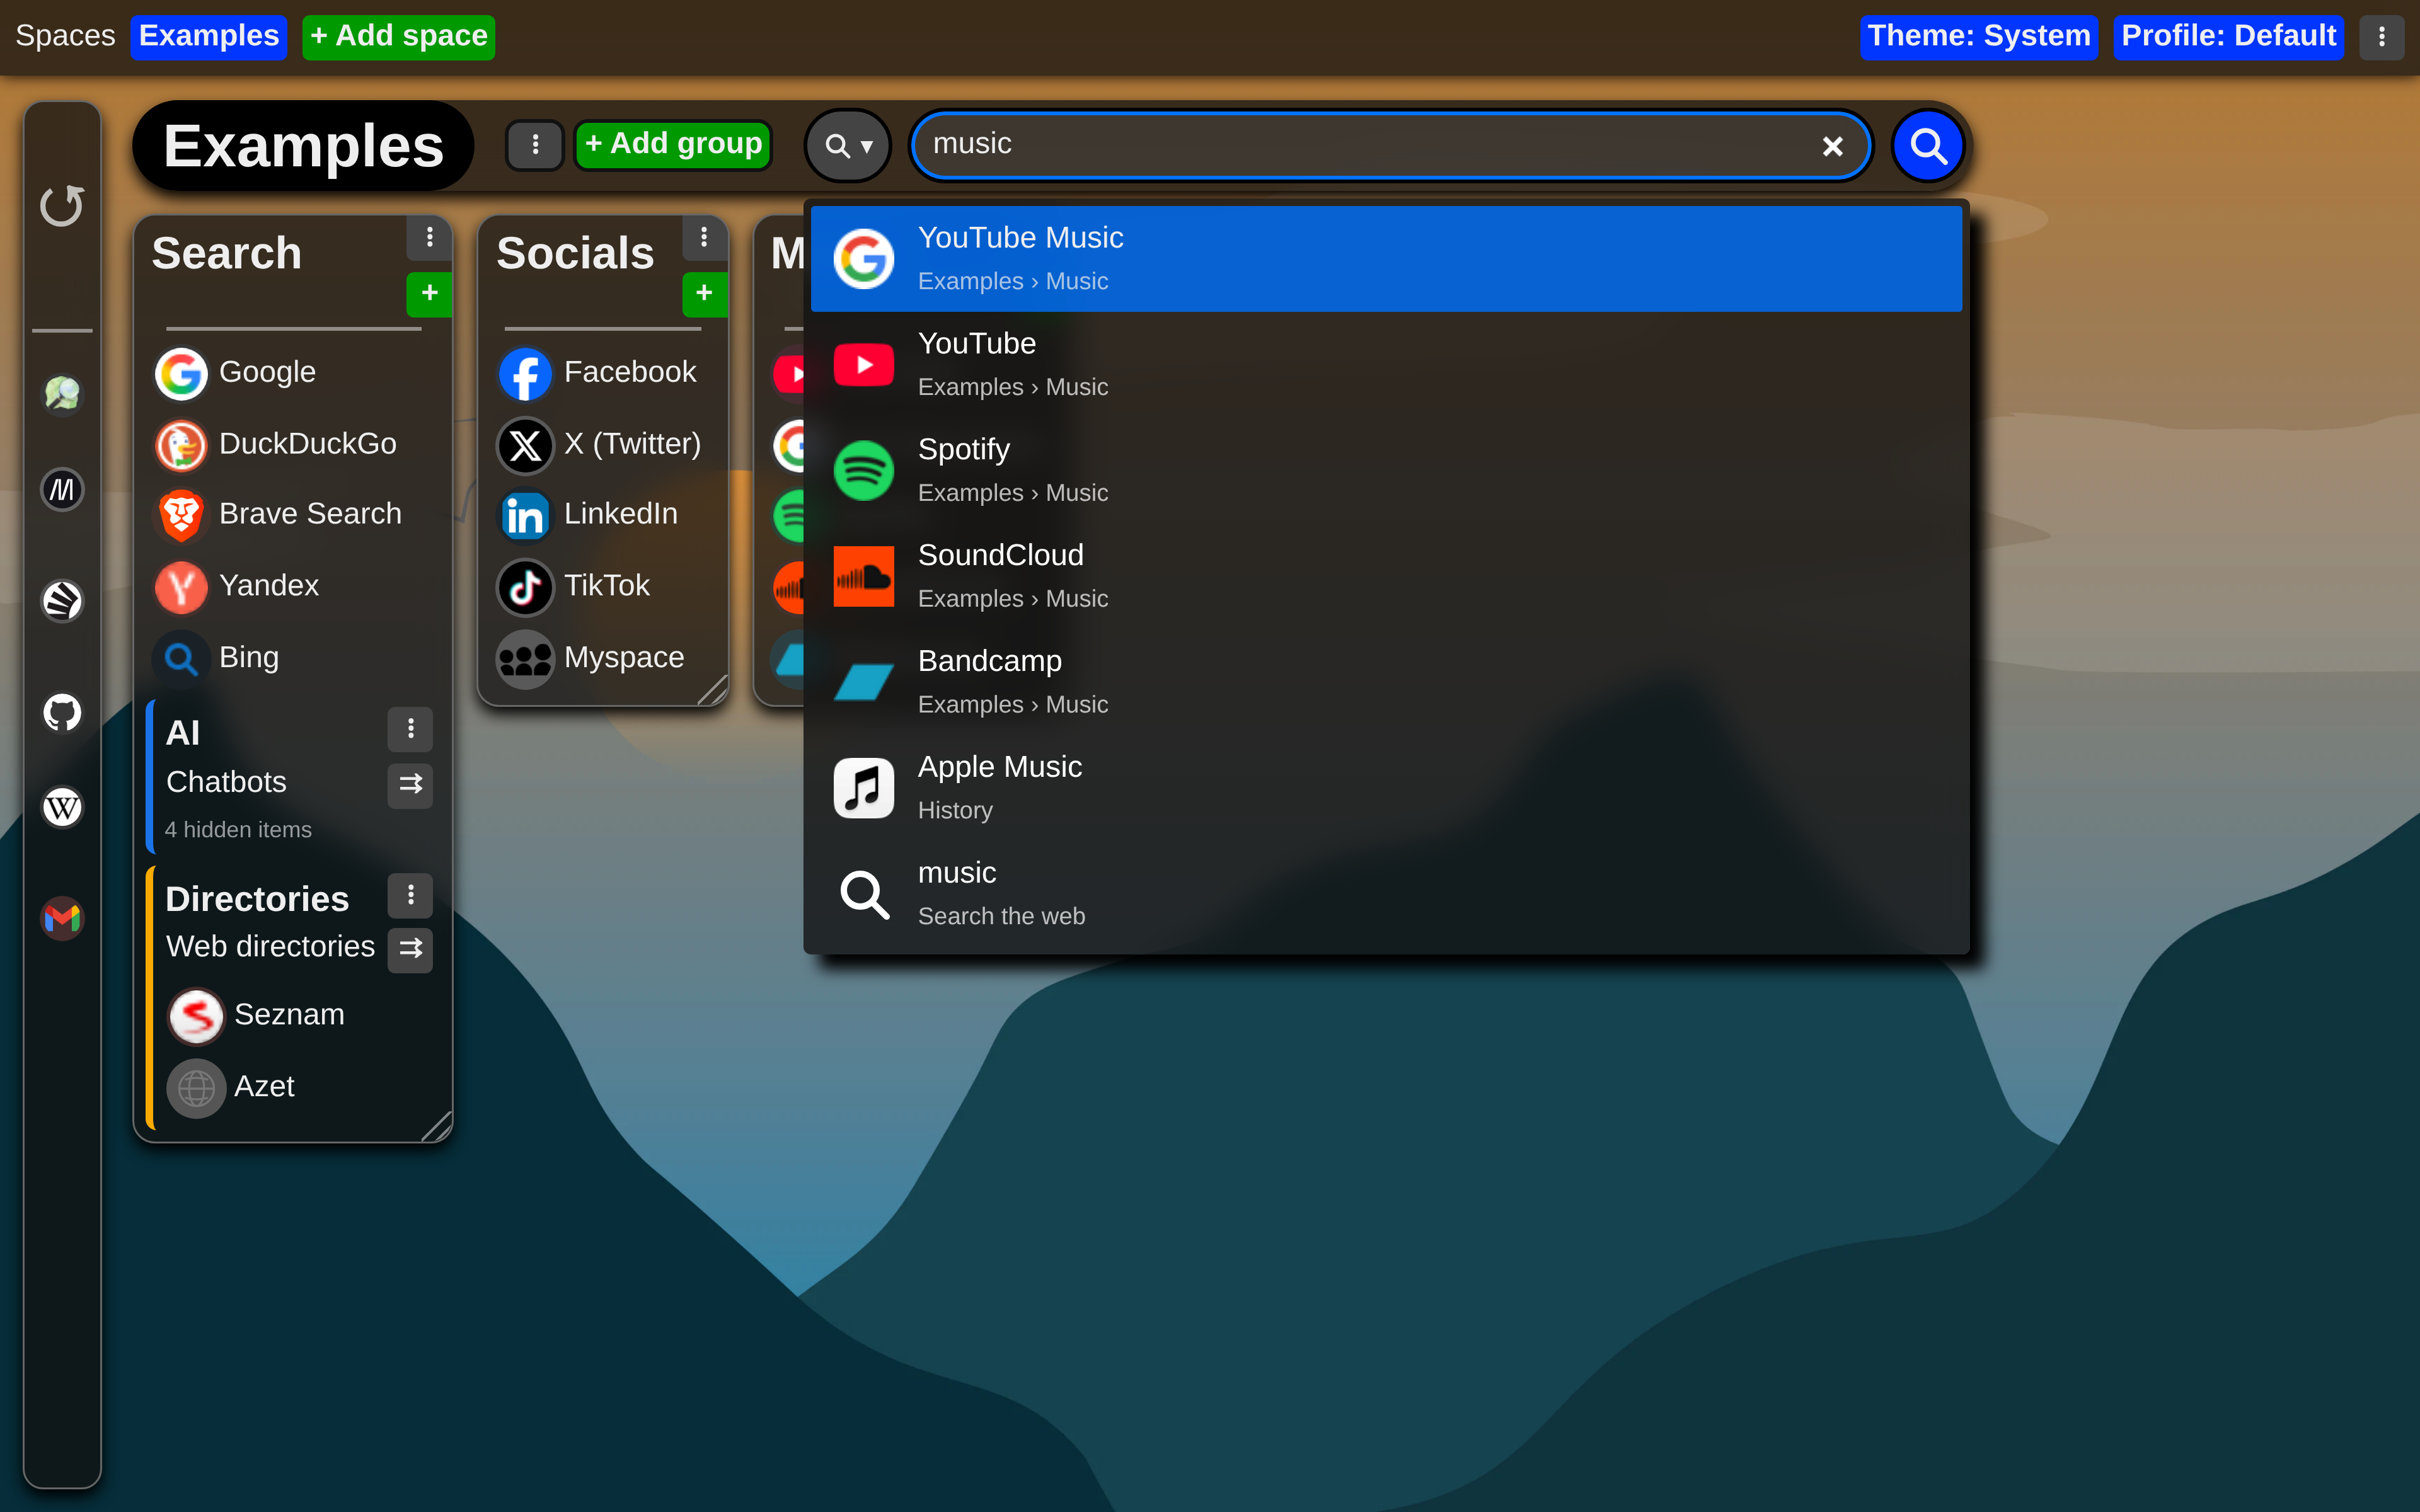 Spaces Examples + Add space Theme: System Profile: Default
Examples + Add group music
Search
Google
DuckDuckGo
Brave Search
Yandex
Bing
AI
Chatbots
4 hidden items
Directories
Web directories
Seznam
Azet
Socials
Facebook
X (Twitter)
LinkedIn
TikTok
Myspace
YouTube Music
Examples › Music
YouTube
Examples › Music
Spotify
Examples › Music
SoundCloud
Examples › Music
Bandcamp
Examples › Music
Apple Music
History
music
Search the web